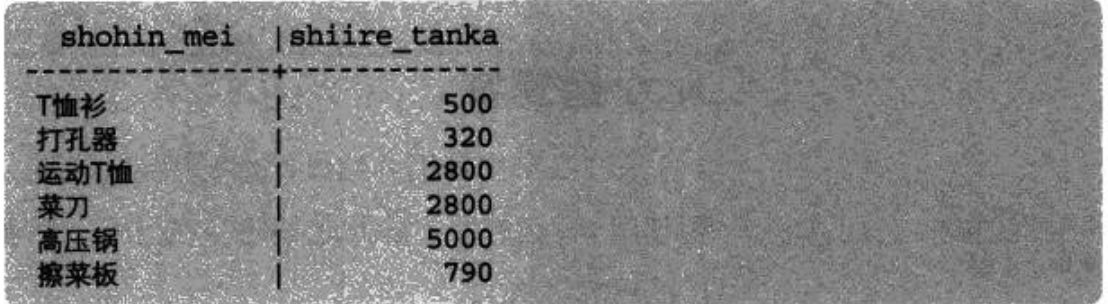 shohin_mei | shiire_tanka
----------------+--------------
T恤衫 | 500
打孔器 | 320
运动T恤 | 2800
菜刀 | 2800
高压锅 | 5000
擦菜板 | 790